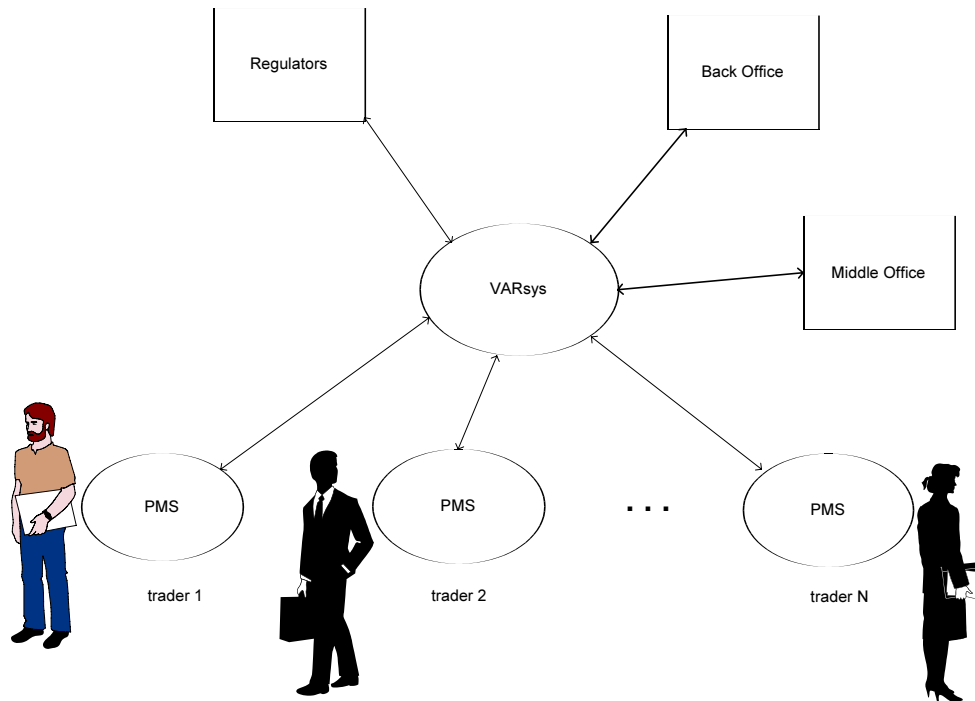 Regulators
Back Office
Middle Office
VARsys
PMS
PMS
. . .
PMS
trader 1
trader 2
trader N